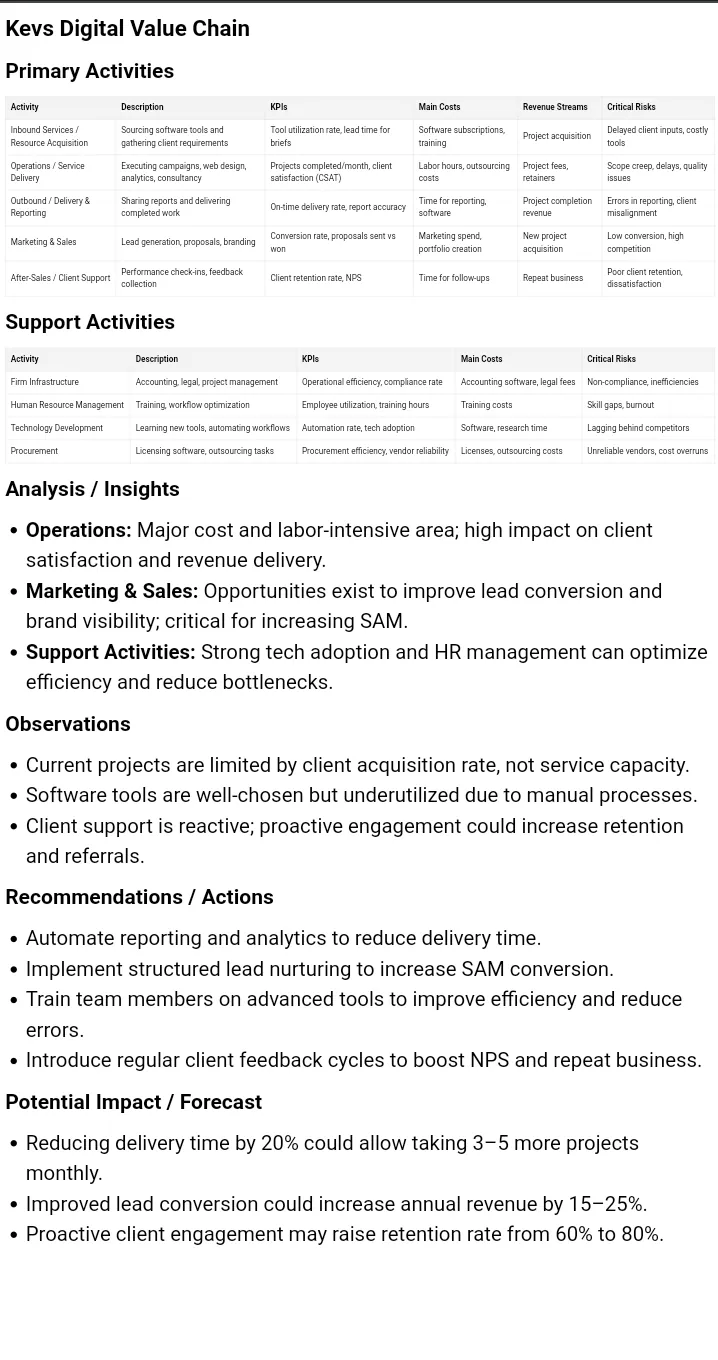 Kevs Digital Value Chain
Primary Activities
Activity Description KPIs Main Costs Revenue Streams Critical Risks
Inbound Services / Resource Acquisition Sourcing software tools and gathering client requirements Tool utilization rate, lead time for briefs Software subscriptions, training Project acquisition Delayed client inputs, costly tools
Operations / Service Delivery Executing campaigns, web design, analytics, consultancy Projects completed/month, client satisfaction (CSAT) Labor hours, outsourcing costs Project fees, retainers Scope creep, delays, quality issues
Outbound / Delivery & Reporting Sharing reports and delivering completed work On-time delivery rate, report accuracy Time for reporting, software Project completion revenue Errors in reporting, client misalignment
Marketing & Sales Lead generation, proposals, branding Conversion rate, proposals sent vs won Marketing spend, portfolio creation New project acquisition Low conversion, high competition
After-Sales / Client Support Performance check-ins, feedback collection Client retention rate, NPS Time for follow-ups Repeat business Poor client retention, dissatisfaction
Support Activities
Activity Description KPIs Main Costs Critical Risks
Firm Infrastructure Accounting, legal, project management Operational efficiency, compliance rate Accounting software, legal fees Non-compliance, inefficiencies
Human Resource Management Training, workflow optimization Employee utilization, training hours Training costs Skill gaps, burnout
Technology Development Learning new tools, automating workflows Automation rate, tech adoption Software, research time Lagging behind competitors
Procurement Licensing software, outsourcing tasks Procurement efficiency, vendor reliability Licenses, outsourcing costs Unreliable vendors, cost overruns
Analysis / Insights
• Operations: Major cost and labor-intensive area; high impact on client
satisfaction and revenue delivery.
• Marketing & Sales: Opportunities exist to improve lead conversion and
brand visibility; critical for increasing SAM.
• Support Activities: Strong tech adoption and HR management can optimize
efficiency and reduce bottlenecks.
Observations
• Current projects are limited by client acquisition rate, not service capacity.
• Software tools are well-chosen but underutilized due to manual processes.
• Client support is reactive; proactive engagement could increase retention
and referrals.
Recommendations / Actions
• Automate reporting and analytics to reduce delivery time.
• Implement structured lead nurturing to increase SAM conversion.
• Train team members on advanced tools to improve efficiency and reduce
errors.
• Introduce regular client feedback cycles to boost NPS and repeat business.
Potential Impact / Forecast
• Reducing delivery time by 20% could allow taking 3–5 more projects
monthly.
• Improved lead conversion could increase annual revenue by 15–25%.
• Proactive client engagement may raise retention rate from 60% to 80%.